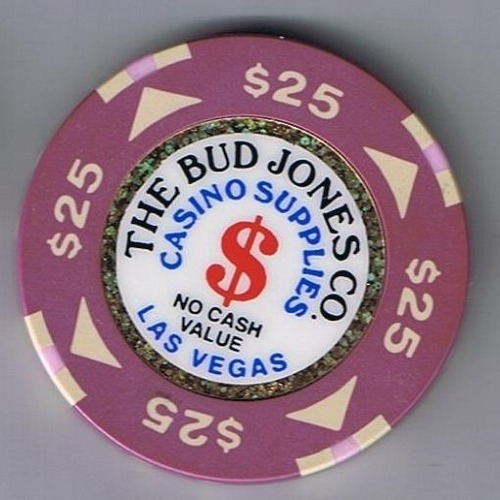 $25
THE BUD JONES CO.
CASINO SUPPLIES
$
NO CASH
VALUE
LAS VEGAS
$25
$25
$25